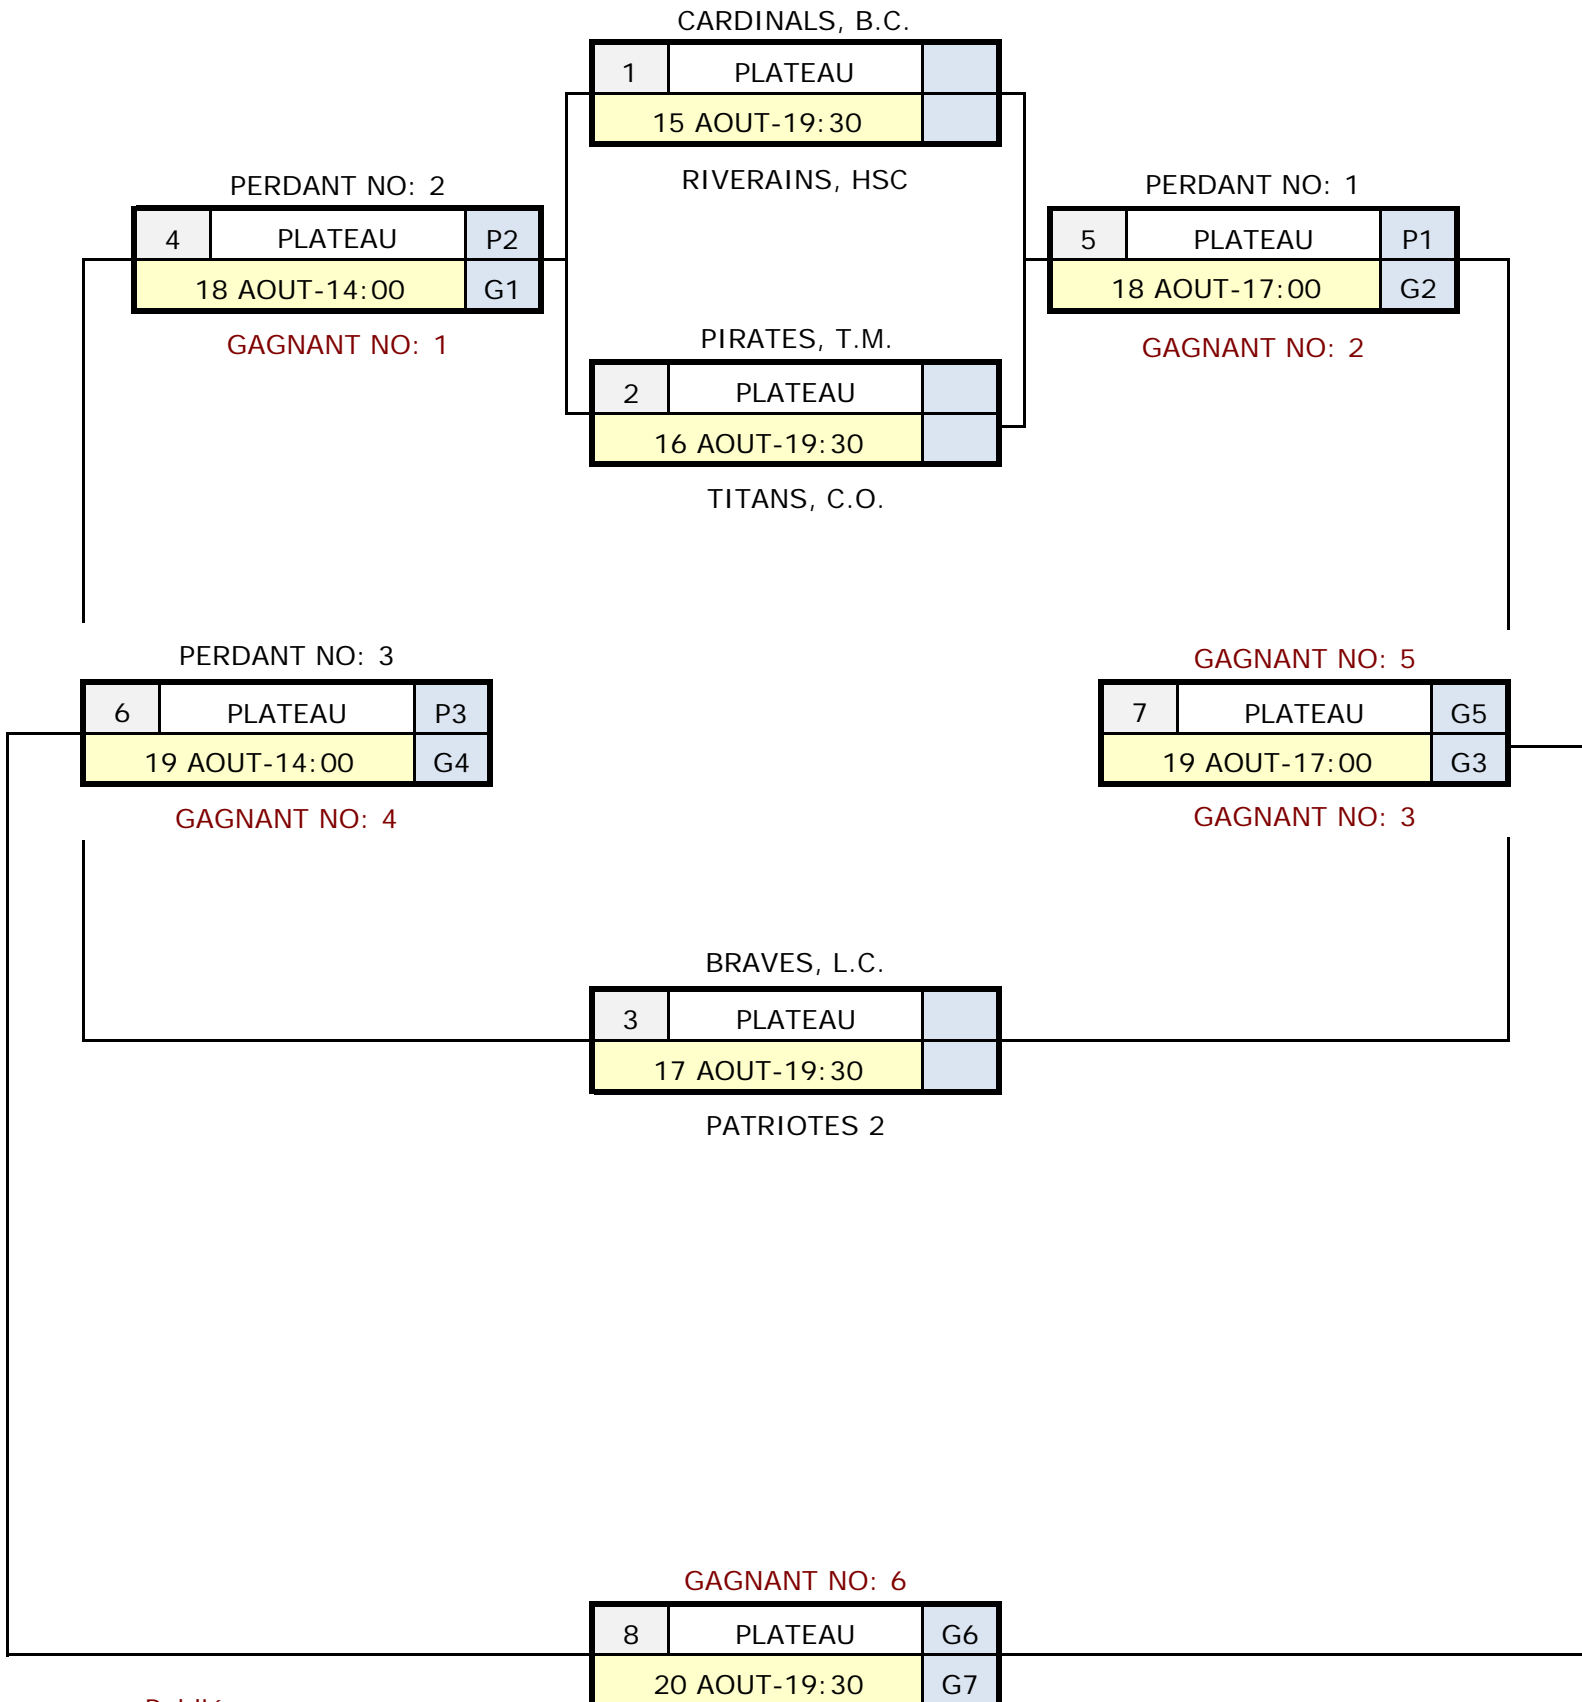 CARDINALS, B.C.
1 PLATEAU
15 AOUT-19:30
RIVERAINS, HSC
PERDANT NO: 2
4 PLATEAU P2
18 AOUT-14:00 G1
GAGNANT NO: 1
PERDANT NO: 1
5 PLATEAU P1
18 AOUT-17:00 G2
GAGNANT NO: 2
PIRATES, T.M.
2 PLATEAU
16 AOUT-19:30
TITANS, C.O.
PERDANT NO: 3
6 PLATEAU P3
19 AOUT-14:00 G4
GAGNANT NO: 4
GAGNANT NO: 5
7 PLATEAU G5
19 AOUT-17:00 G3
GAGNANT NO: 3
BRAVES, L.C.
3 PLATEAU
17 AOUT-19:30
PATRIOTES 2
GAGNANT NO: 6
8 PLATEAU G6
20 AOUT-19:30 G7